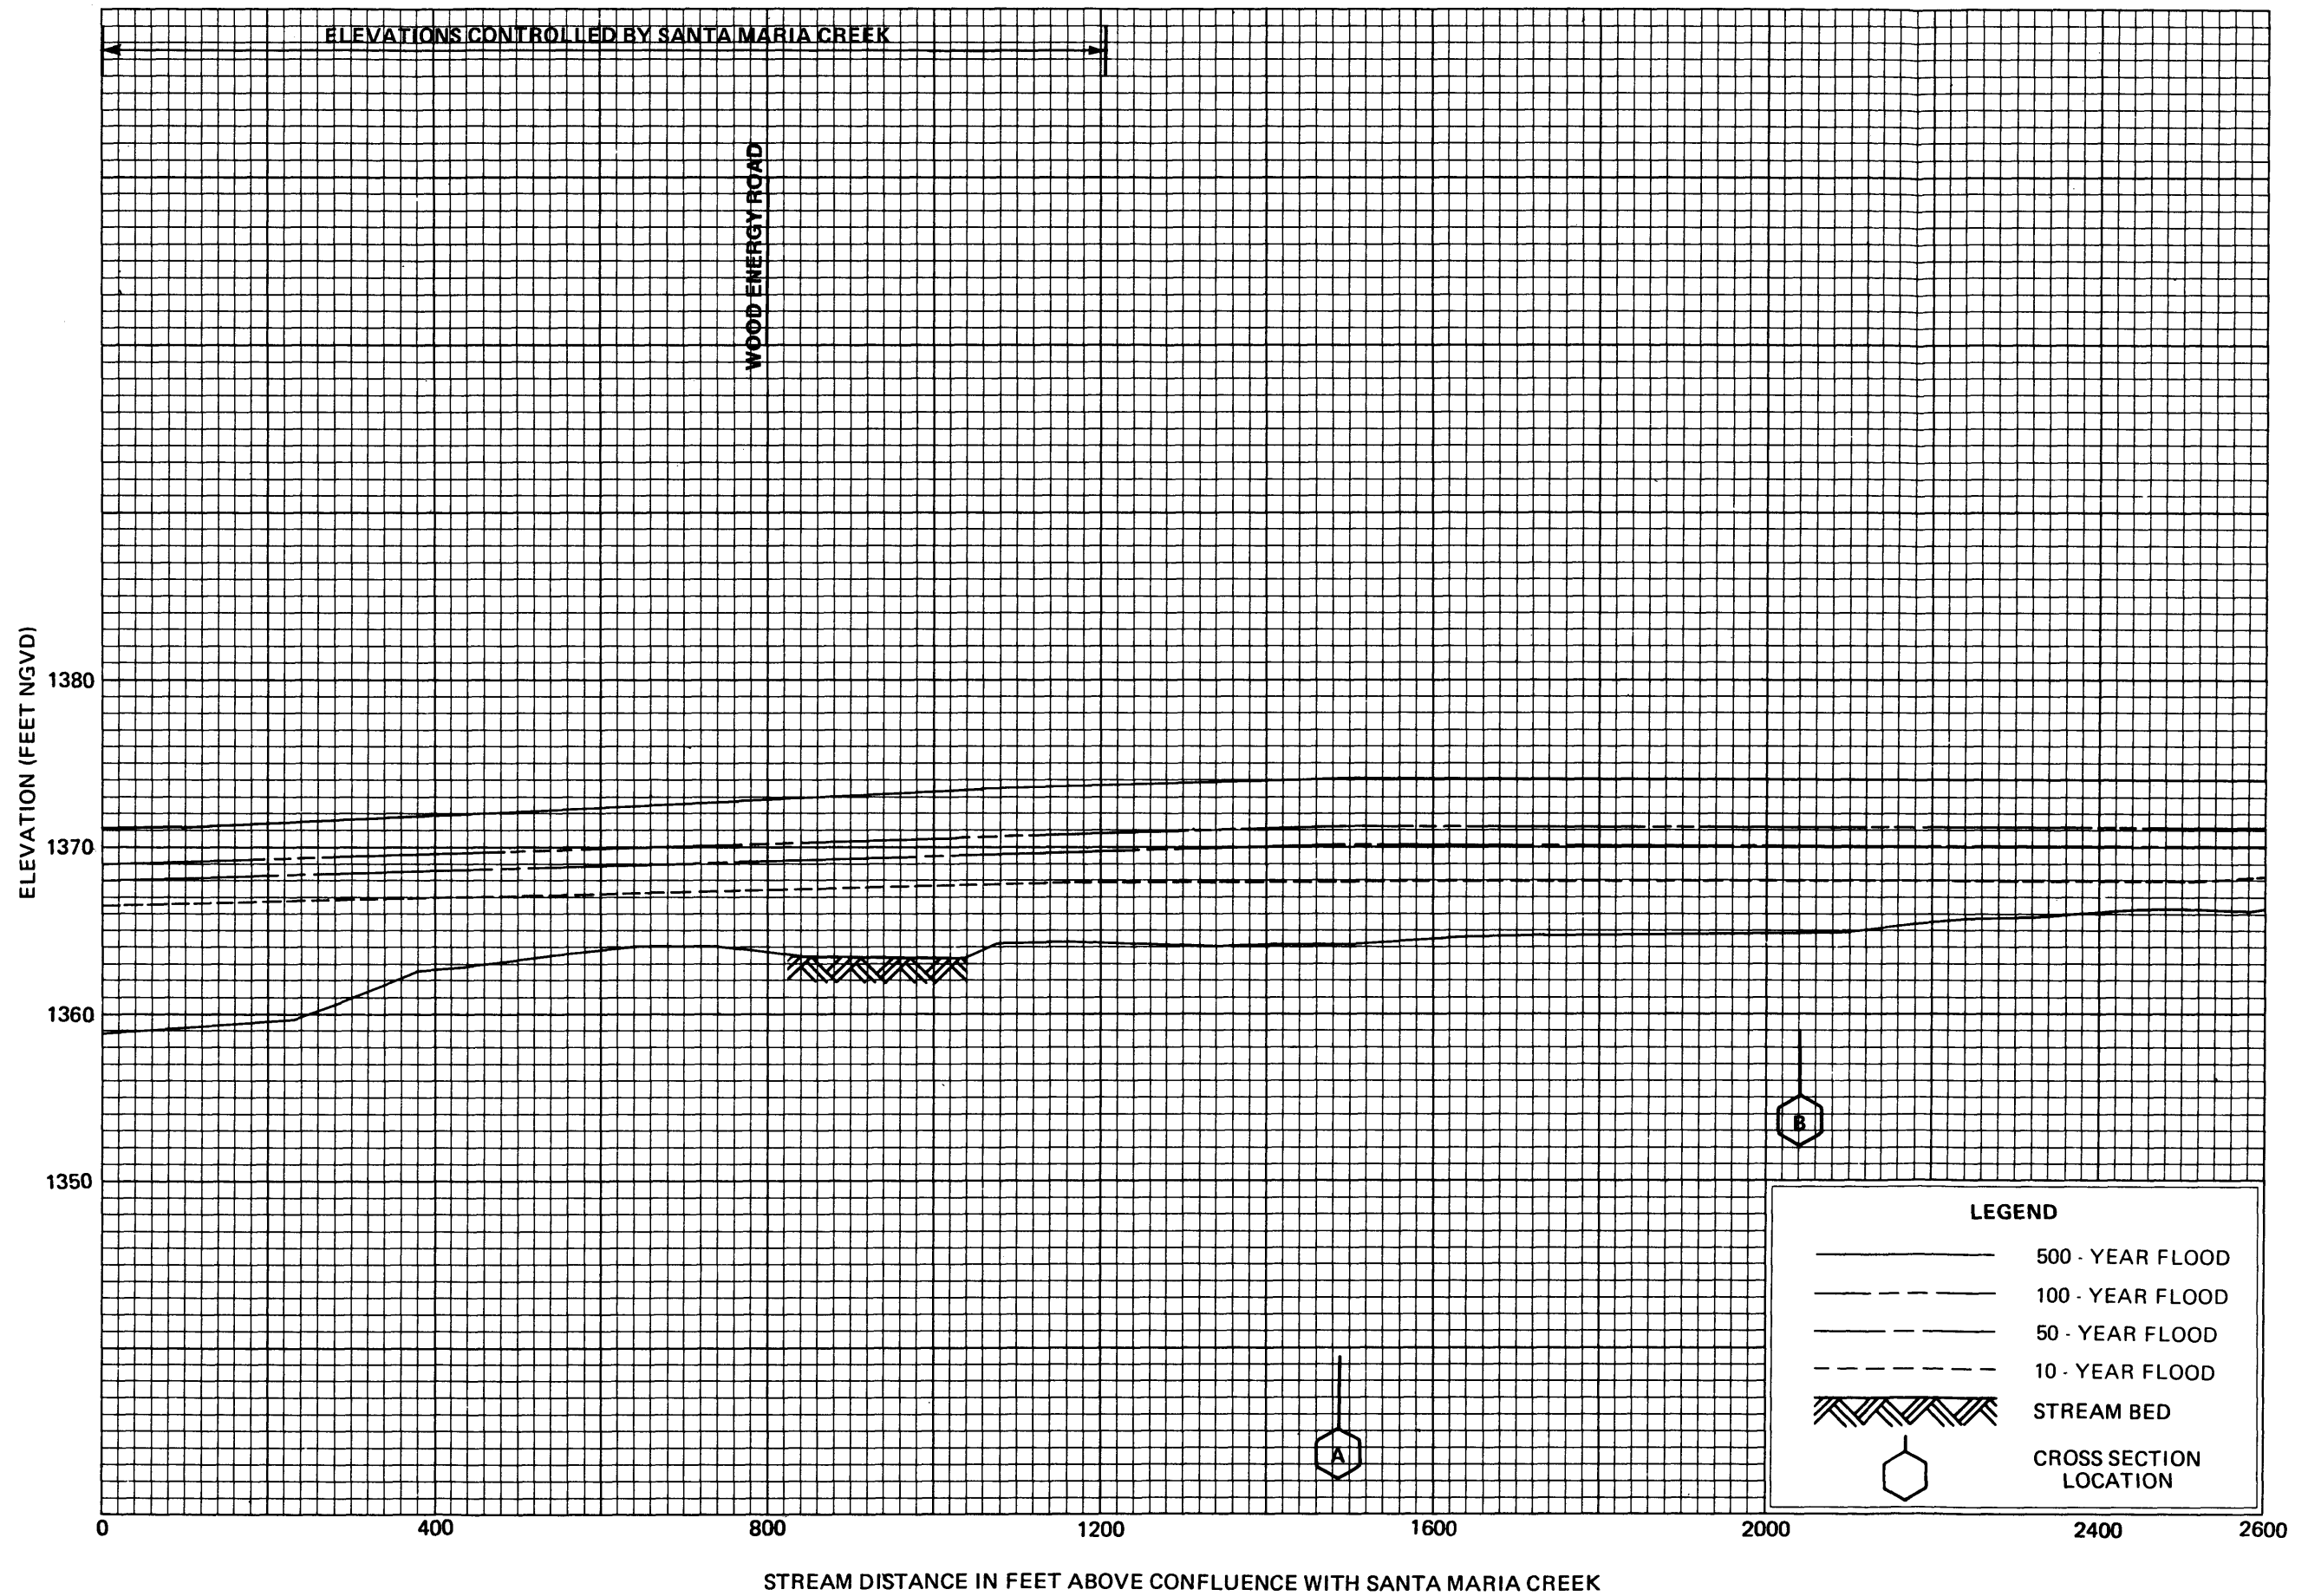 ELEVATIONS CONTROLLED BY SANTA MARIA CREEK
WOOD ENERGY ROAD
ELEVATION (FEET NGVD)
1380
1370
1360
1350
B
A
LEGEND
500 - YEAR FLOOD
100 - YEAR FLOOD
50 - YEAR FLOOD
10 - YEAR FLOOD
STREAM BED
CROSS SECTION
LOCATION
0 400 800 1200 1600 2000 2400 2600
STREAM DISTANCE IN FEET ABOVE CONFLUENCE WITH SANTA MARIA CREEK